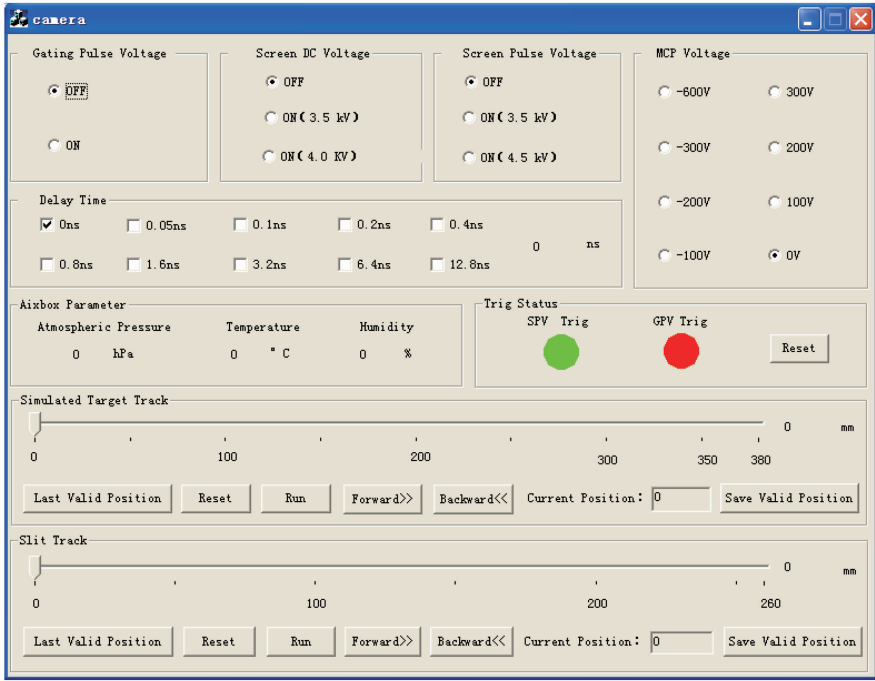 camera
Gating Pulse Voltage
OFF
ON
Screen DC Voltage
OFF
ON(3.5 kV)
ON(4.0 KV)
Screen Pulse Voltage
OFF
ON(3.5 kV)
ON(4.5 kV)
MCP Voltage
-600V 300V
-300V 200V
-200V 100V
-100V 0V
Delay Time
0ns 0.05ns 0.1ns 0.2ns 0.4ns
0 ns
0.8ns 1.6ns 3.2ns 6.4ns 12.8ns
Aixbox Parameter
Atmospheric Pressure Temperature Humidity
0 hPa 0 °C 0 %
Trig Status
SPV Trig GPV Trig
Reset
Simulated Target Track
0 mm
0 100 200 300 350 380
Last Valid Position Reset Run Forward>> Backward<< Current Position: 0 Save Valid Position
Slit Track
0 mm
0 100 200 260
Last Valid Position Reset Run Forward>> Backward<< Current Position: 0 Save Valid Position